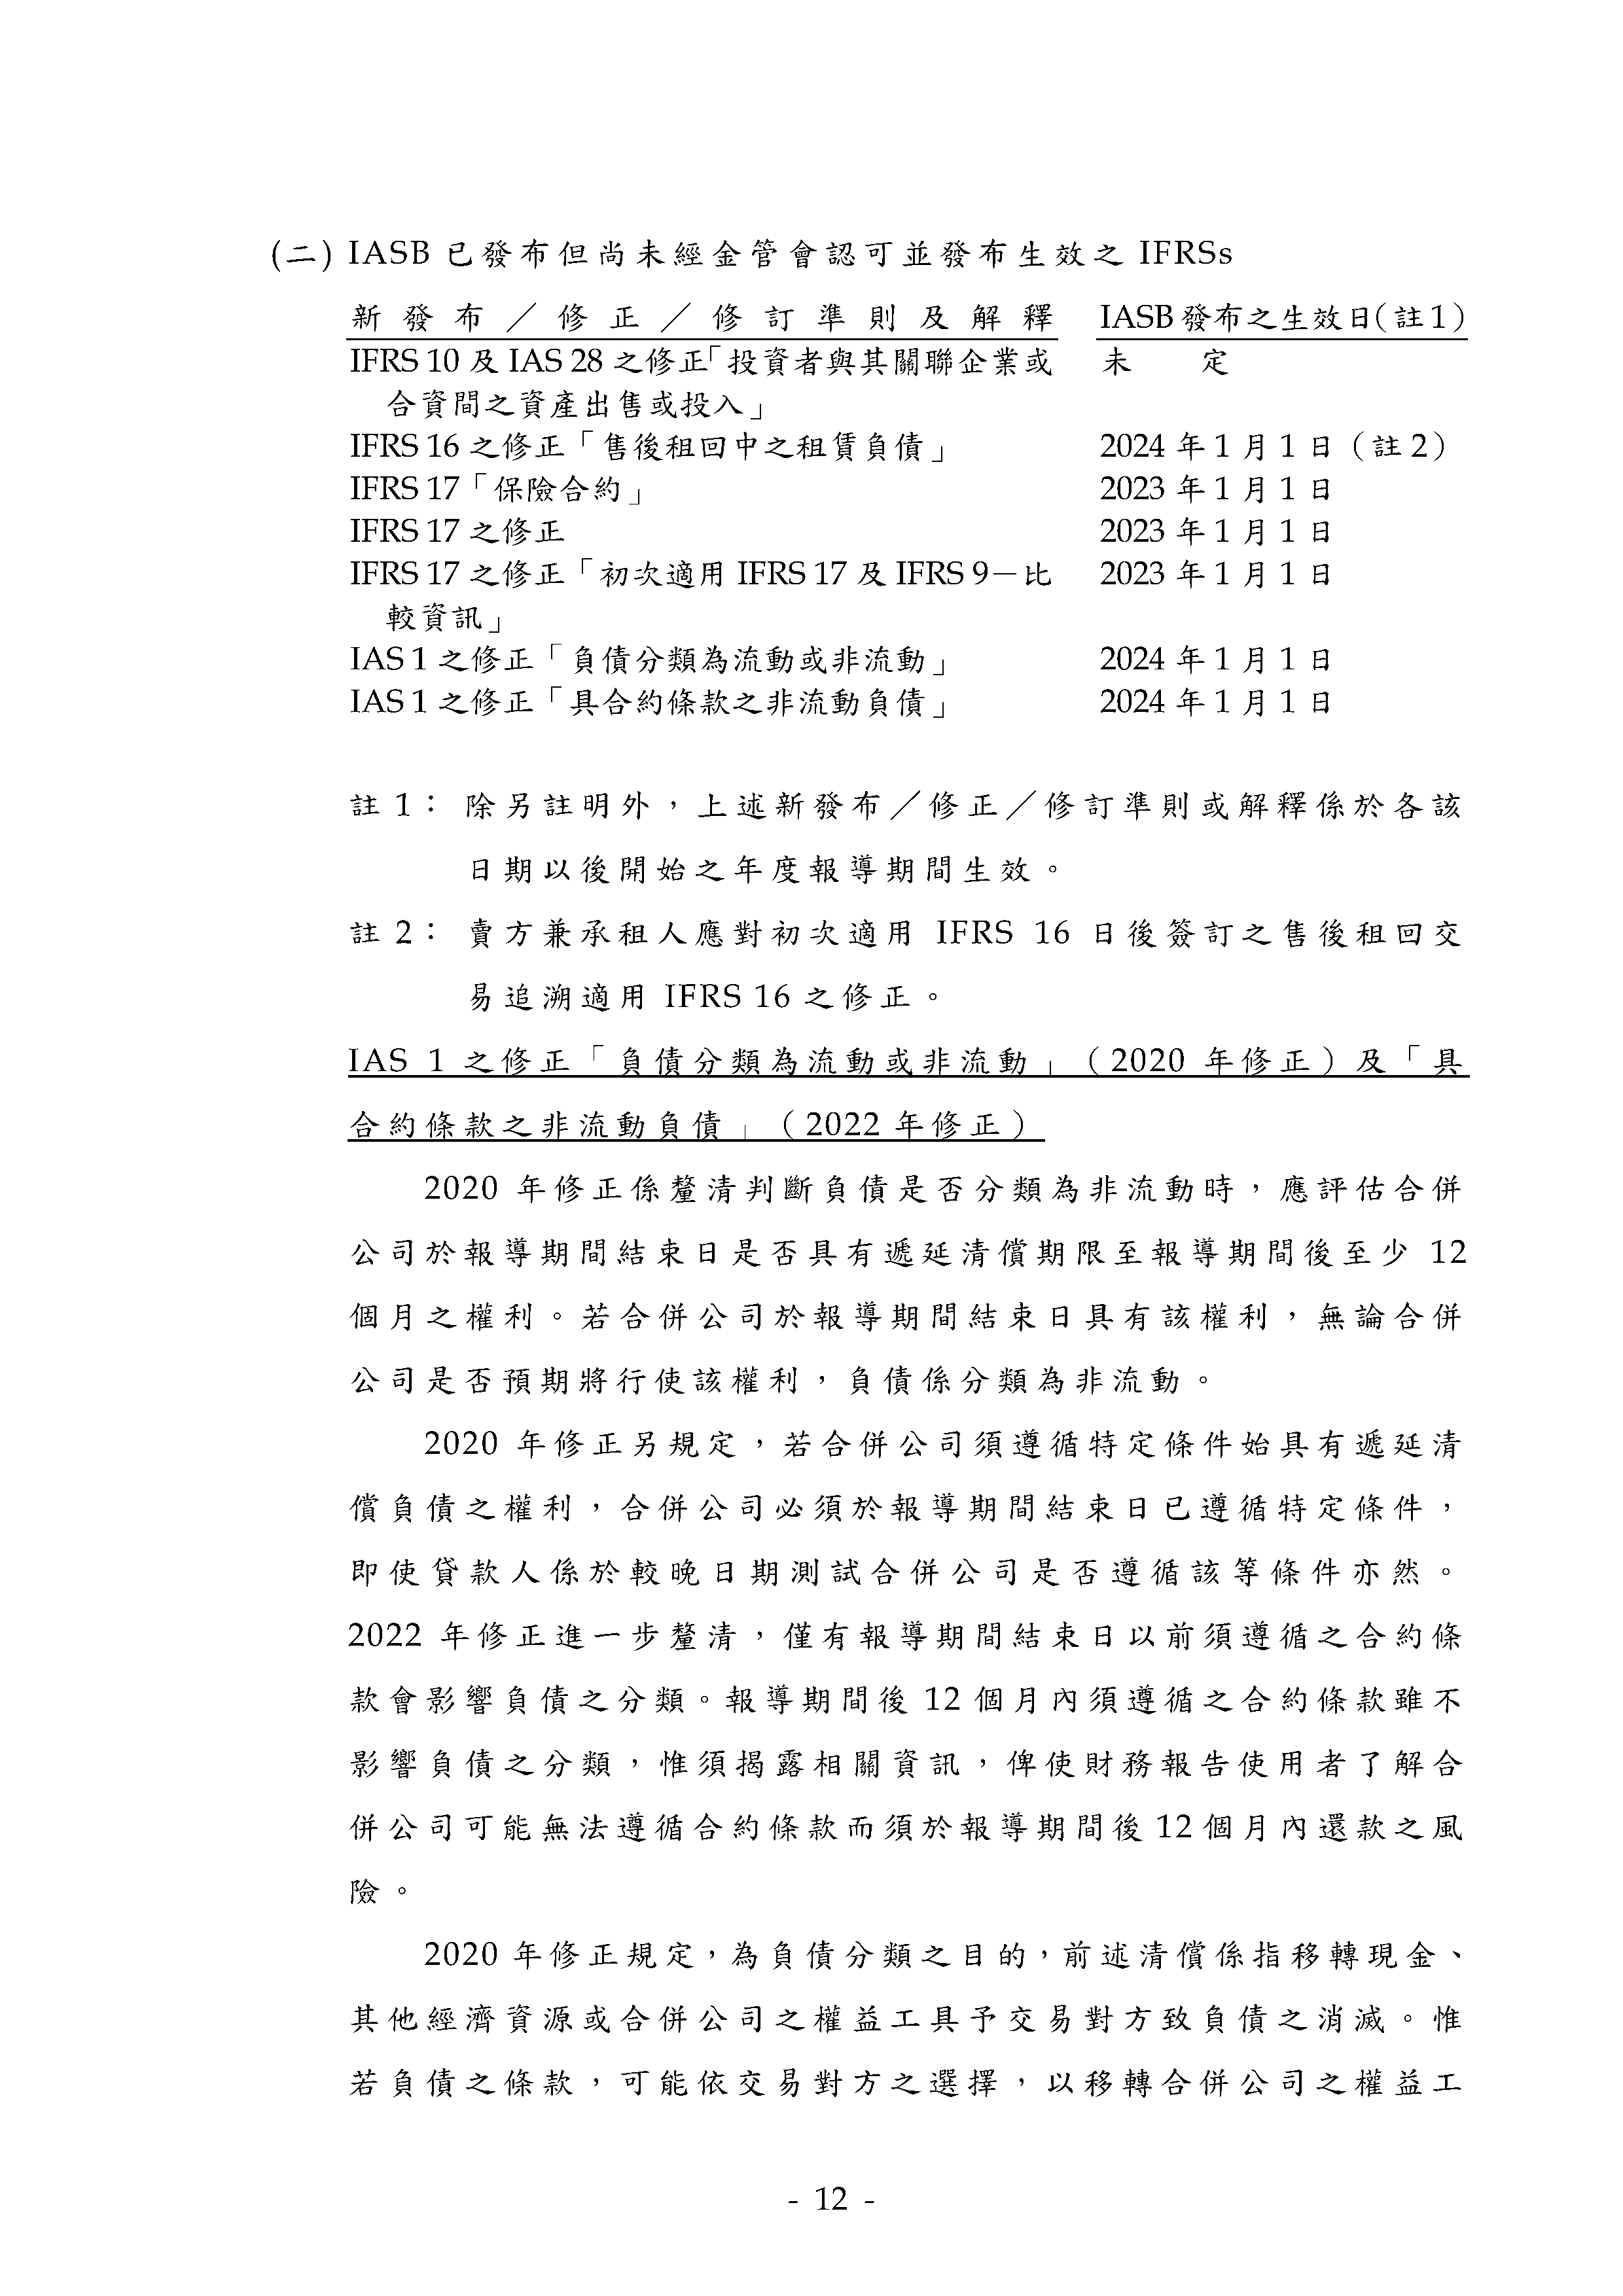 (二) IASB 已發布但尚未經金管會認可並發布生效之 IFRSs
新發布／修正／修訂準則及解釋 IASB發布之生效日(註1)
IFRS 10 及 IAS 28 之修正「投資者與其關聯企業或 未 定
合資間之資產出售或投入」
IFRS 16 之修正「售後租回中之租賃負債」 2024 年 1 月 1 日（註 2）
IFRS 17「保險合約」 2023 年 1 月 1 日
IFRS 17 之修正 2023 年 1 月 1 日
IFRS 17 之修正「初次適用 IFRS 17 及 IFRS 9－比 2023 年 1 月 1 日
較資訊」
IAS 1 之修正「負債分類為流動或非流動」 2024 年 1 月 1 日
IAS 1 之修正「具合約條款之非流動負債」 2024 年 1 月 1 日
註 1： 除另註明外，上述新發布／修正／修訂準則或解釋係於各該
日期以後開始之年度報導期間生效。
註 2： 賣方兼承租人應對初次適用 IFRS 16 日後簽訂之售後租回交
易追溯適用 IFRS 16 之修正。
IAS 1 之修正「負債分類為流動或非流動」（2020 年修正）及「具
合約條款之非流動負債」（2022 年修正）
2020 年修正係釐清判斷負債是否分類為非流動時，應評估合併
公司於報導期間結束日是否具有遞延清償期限至報導期間後至少 12
個月之權利。若合併公司於報導期間結束日具有該權利，無論合併
公司是否預期將行使該權利，負債係分類為非流動。
2020 年修正另規定，若合併公司須遵循特定條件始具有遞延清
償負債之權利，合併公司必須於報導期間結束日已遵循特定條件，
即使貸款人係於較晚日期測試合併公司是否遵循該等條件亦然。
2022 年修正進一步釐清，僅有報導期間結束日以前須遵循之合約條
款會影響負債之分類。報導期間後 12 個月內須遵循之合約條款雖不
影響負債之分類，惟須揭露相關資訊，俾使財務報告使用者了解合
併公司可能無法遵循合約條款而須於報導期間後 12 個月內還款之風
險。
2020 年修正規定，為負債分類之目的，前述清償係指移轉現金、
其他經濟資源或合併公司之權益工具予交易對方致負債之消滅。惟
若負債之條款，可能依交易對方之選擇，以移轉合併公司之權益工
- 12 -